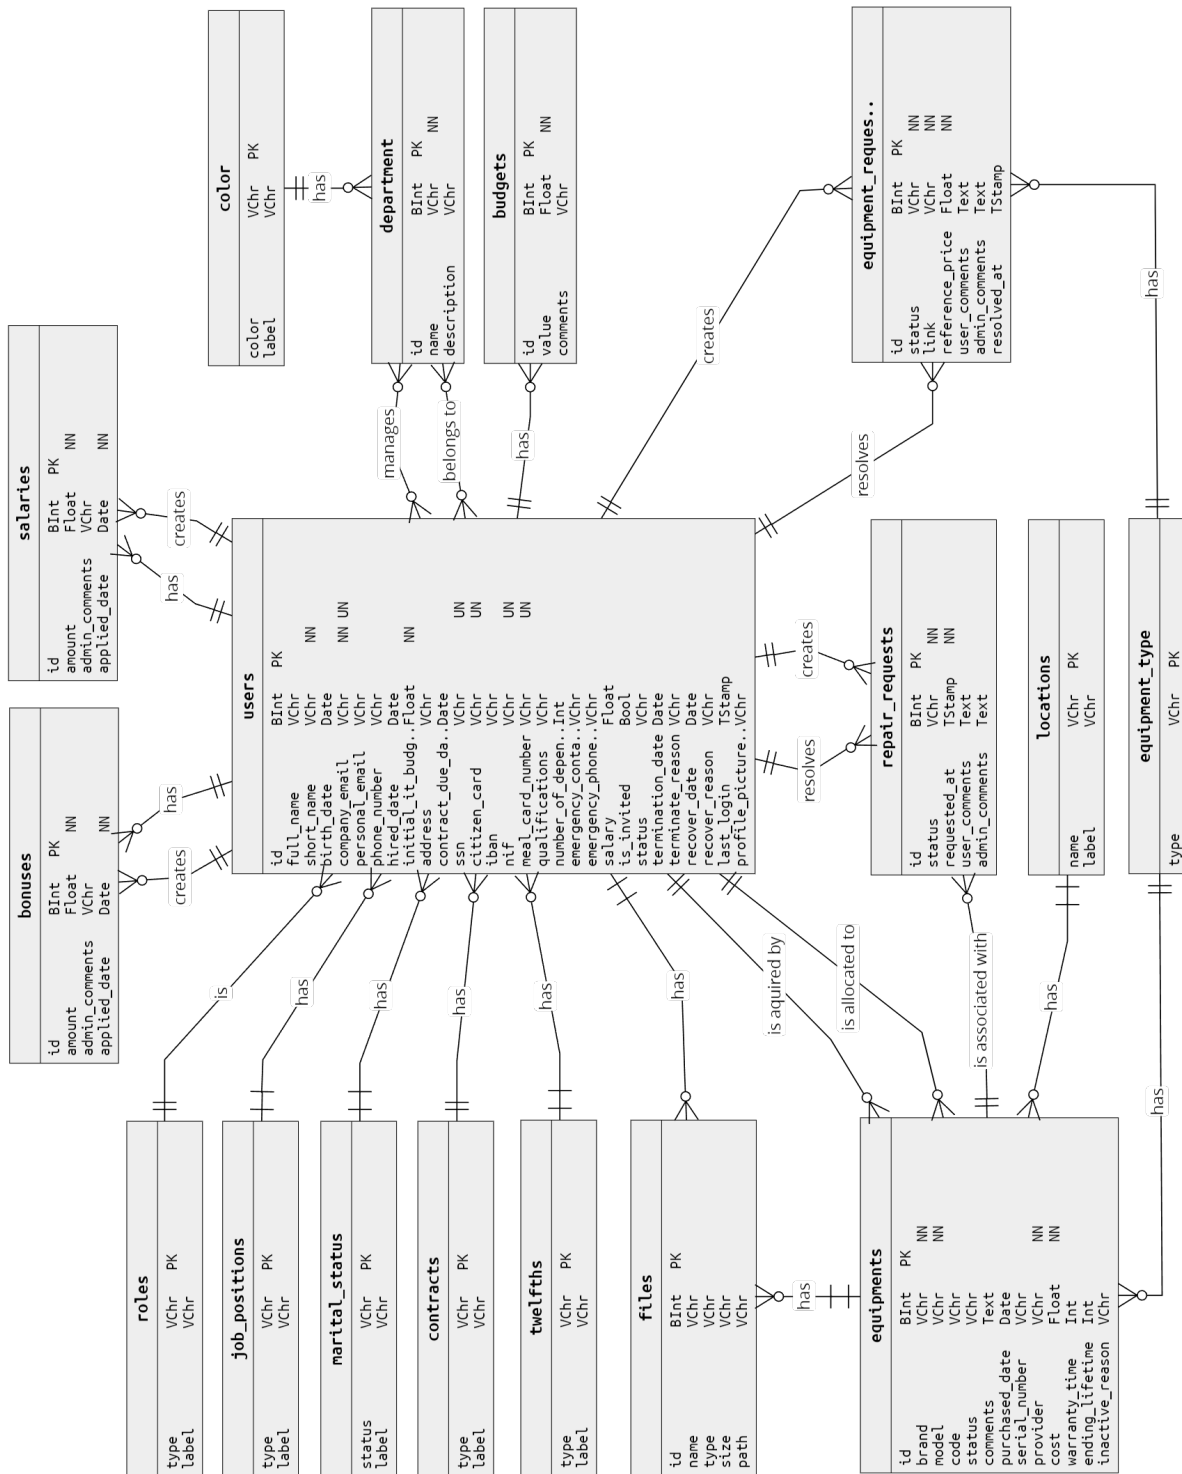 bonuses
id BInt PK
amount Float NN
admin_comments VChr
applied_date Date NN
salaries
id BInt PK
amount Float NN
admin_comments VChr
applied_date Date NN
creates
has
has
creates
roles
type VChr PK
label VChr
is
job_positions
type VChr PK
label VChr
has
marital_status
status VChr PK
label VChr
has
contracts
type VChr PK
label VChr
has
twelfths
type VChr PK
label VChr
has
users
id BInt PK
full_name VChr
short_name VChr NN
birth_date Date
company_email VChr NN UN
personal_email VChr
phone_number VChr
hired_date Date
initial_it_budg.. Float NN
address VChr
contract_due_da.. Date
ssn VChr UN
citizen_card VChr UN
iban VChr
nif VChr UN
meal_card_number VChr UN
qualifications VChr
number_of_depen.. Int
emergency_conta.. VChr
emergency_phone.. VChr
salary Float
is_invited Bool
status VChr
termination_date Date
terminate_reason VChr
recover_date Date
recover_reason VChr
last_login TStamp
profile_picture.. VChr
color
color VChr PK
label VChr
has
department
id BInt PK
name VChr NN
description VChr
manages
belongs to
budgets
id BInt PK
value Float NN
comments VChr
has
files
id BInt PK
name VChr
type VChr
size VChr
path VChr
has
has
is aquired by
is allocated to
resolves
creates
creates
resolves
equipments
id BInt PK
brand VChr NN
model VChr NN
code VChr
status VChr
comments Text
purchased_date Date
serial_number VChr
provider VChr NN
cost Float NN
warranty_time Int
ending_lifetime Int
inactive_reason VChr
is associated with
repair_requests
id BInt PK
status VChr NN
requested_at TStamp NN
user_comments Text
admin_comments Text
equipment_reques..
id BInt PK
status VChr NN
link VChr NN
reference_price Float NN
user_comments Text
admin_comments Text
resolved_at TStamp
has
locations
name VChr PK
label VChr
has
equipment_type
type VChr PK
has